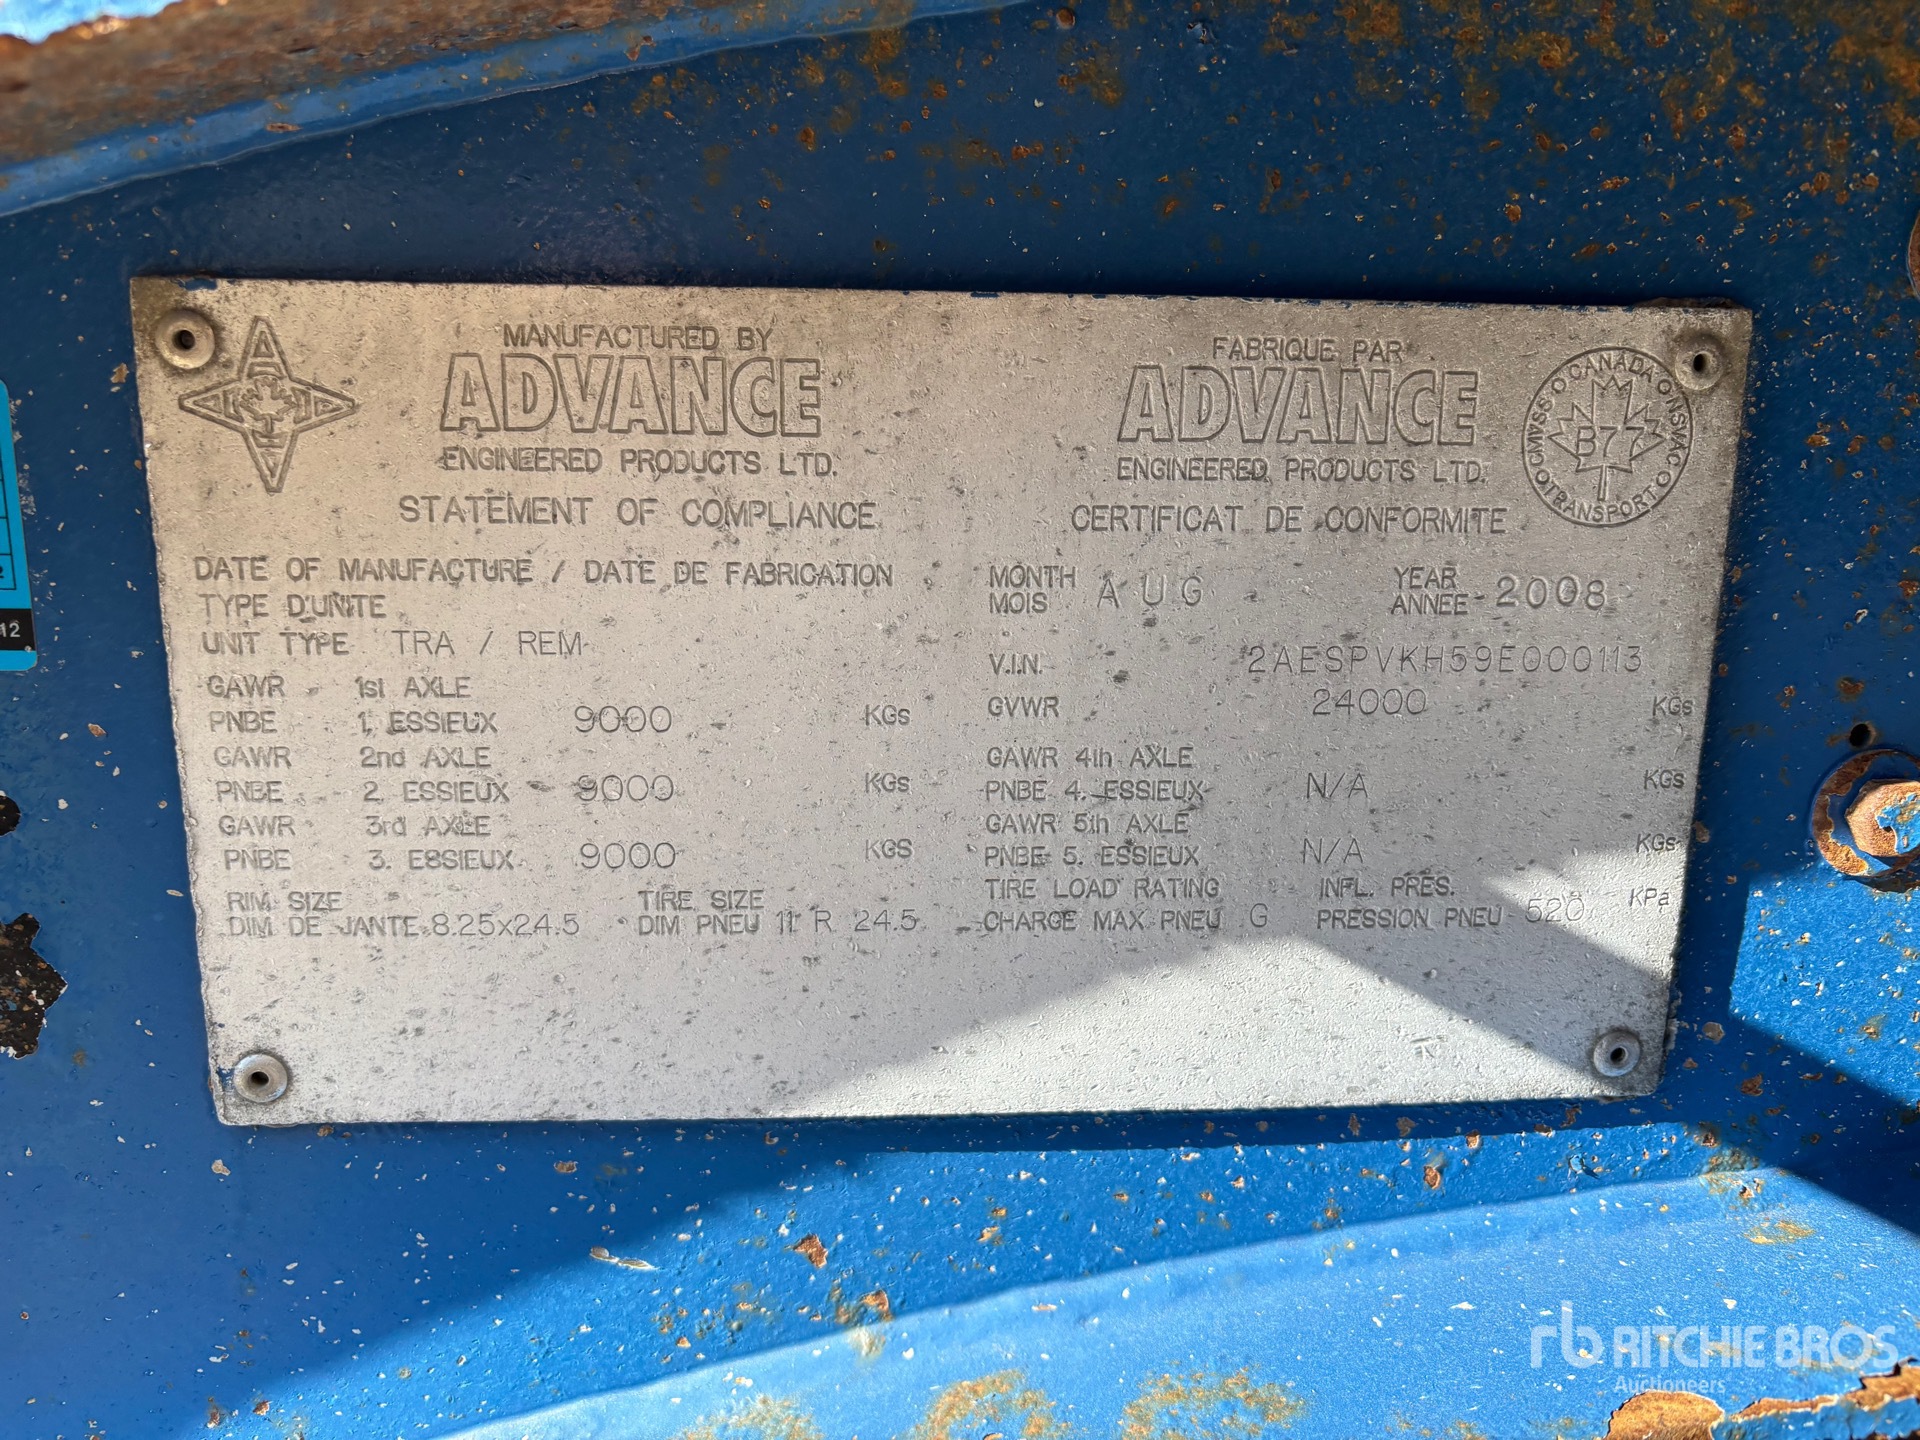 MANUFACTURED BY
ADVANCE
ENGINEERED PRODUCTS LTD.
STATEMENT OF COMPLIANCE
FABRIQUE PAR
ADVANCE
ENGINEERED PRODUCTS LTD.
CERTIFICAT DE CONFORMITE
CANADA NSVAC TRANSPORT CMVSS
B77
DATE OF MANUFACTURE / DATE DE FABRICATION
MONTH
MOIS AUG
YEAR
ANNEE 2008
TYPE D'UNITE
UNIT TYPE TRA / REM
V.I.N. 2AESPVKH59E000113
GAWR 1st AXLE
PNBE 1. ESSIEUX 9000 KGs
GVWR 24000 KGs
GAWR 2nd AXLE
PNBE 2. ESSIEUX 9000 KGs
GAWR 4th AXLE
PNBE 4. ESSIEUX N/A KGs
GAWR 3rd AXLE
PNBE 3. ESSIEUX 9000 KGS
GAWR 5th AXLE
PNBE 5. ESSIEUX N/A KGs
RIM SIZE
DIM DE JANTE 8.25x24.5
TIRE SIZE
DIM PNEU 11 R 24.5
TIRE LOAD RATING
CHARGE MAX PNEU G
INFL. PRES.
PRESSION PNEU 520 KPa
12
rb RITCHIE BROS
Auctioneers